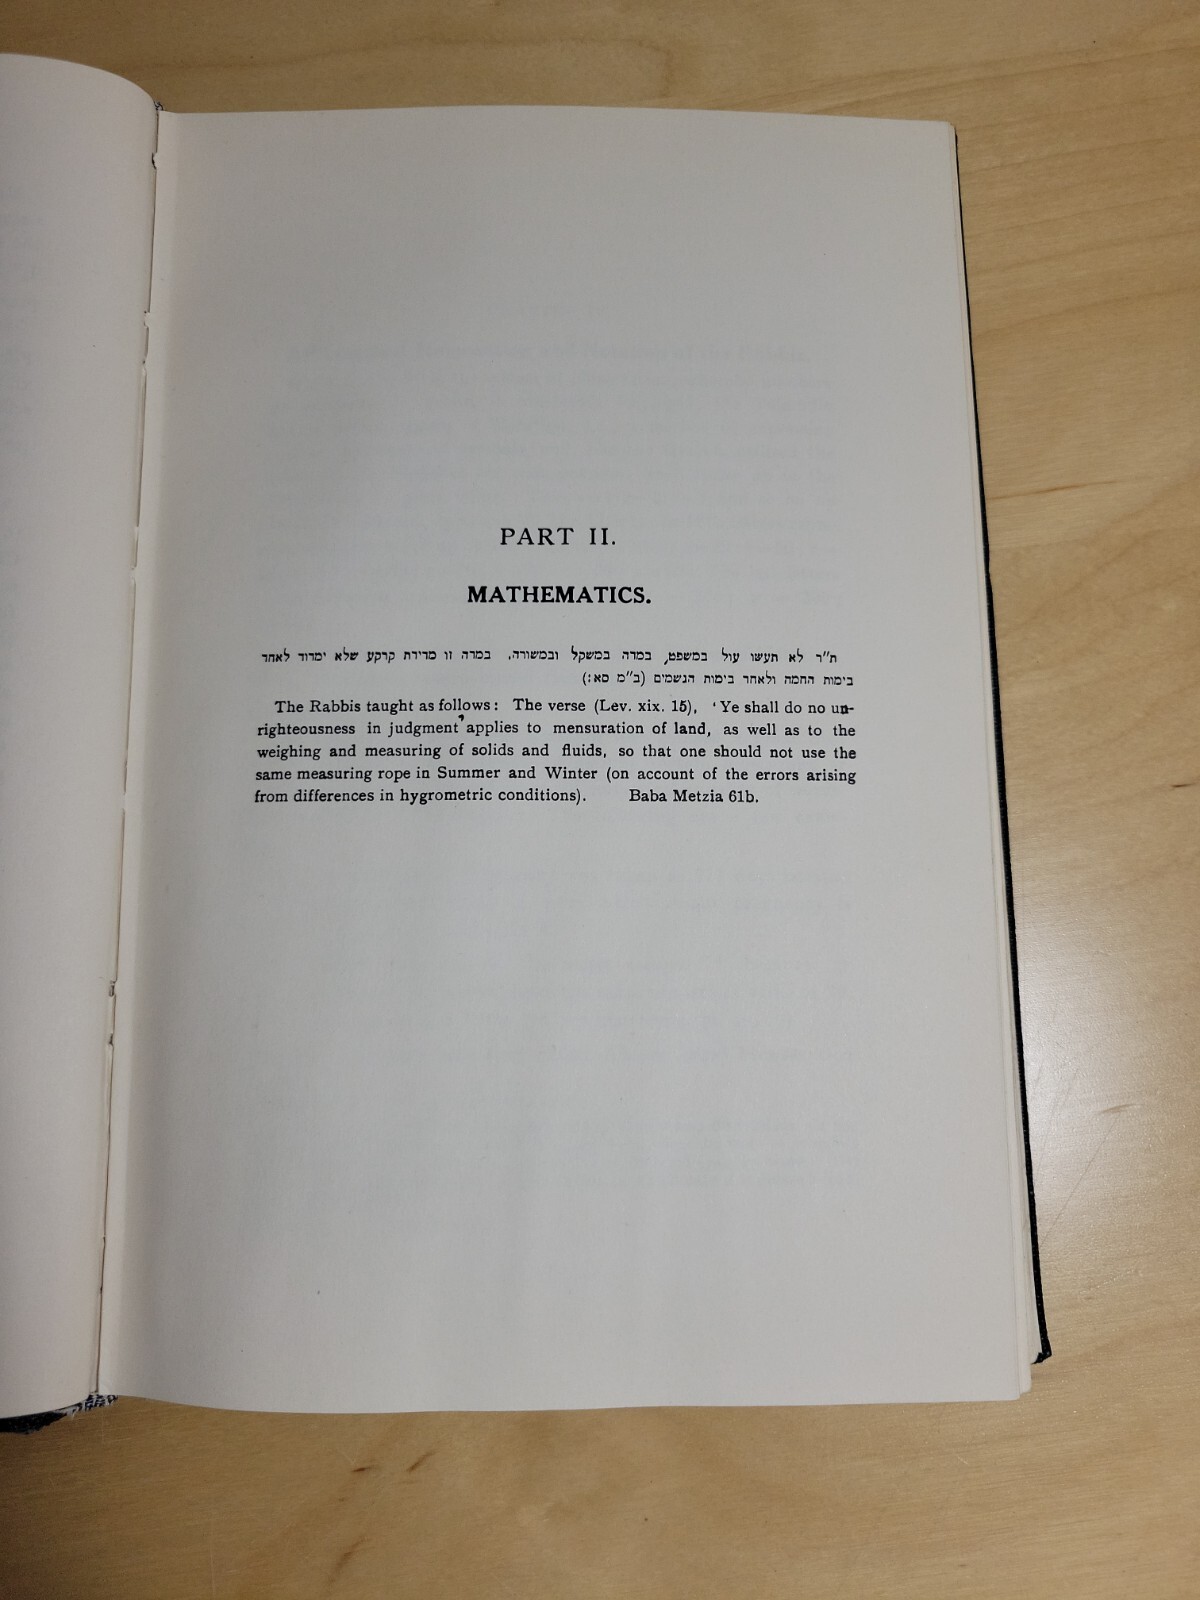 PART II.
MATHEMATICS.
ת"ר לא תעשו עול במשפט, במדה במשקל ובמשורה. במדה זו מדידת קרקע שלא ימדוד לאחד
בימות החמה ולאחד בימות הגשמים (ב"מ סא:)
The Rabbis taught as follows: The verse (Lev. xix. 15), 'Ye shall do no un-
righteousness in judgment' applies to mensuration of land, as well as to the
weighing and measuring of solids and fluids, so that one should not use the
same measuring rope in Summer and Winter (on account of the errors arising
from differences in hygrometric conditions). Baba Metzia 61b.